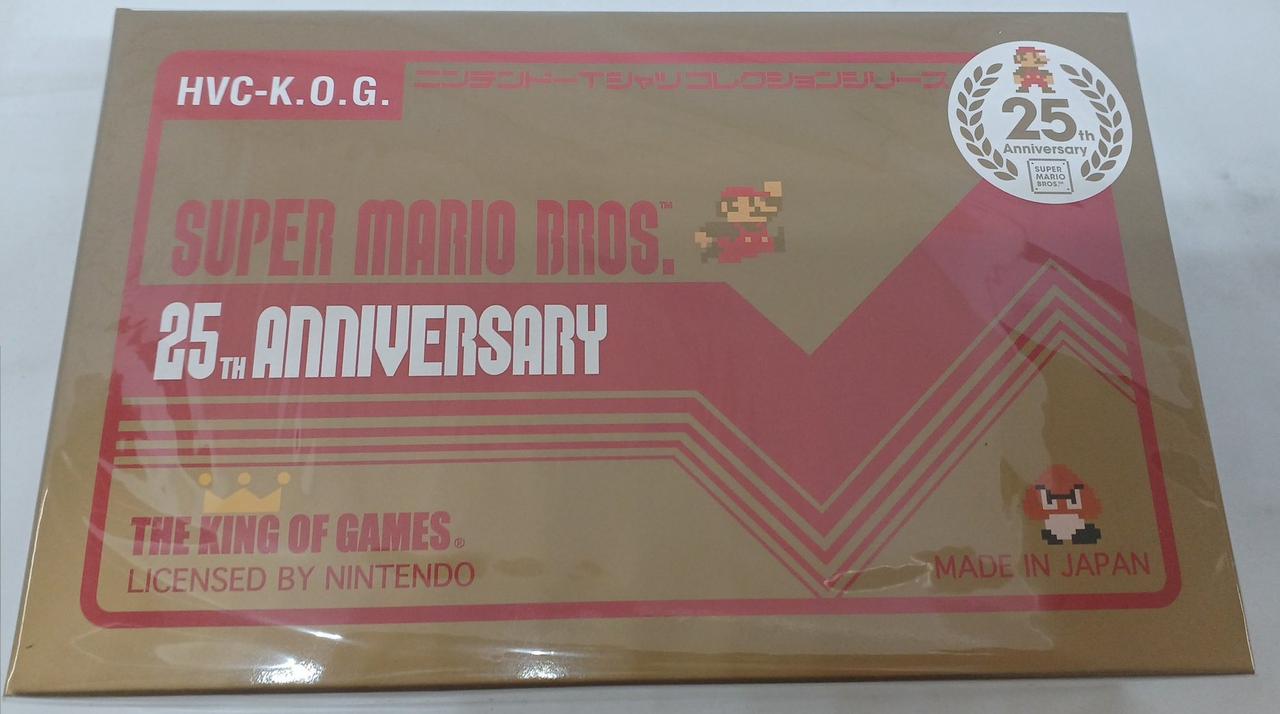 HVC-K.O.G.
ニンテンドーTシャツコレクションシリーズ
25th
Anniversary
SUPER
MARIO
BROS.™
SUPER MARIO BROS.™
25TH ANNIVERSARY
THE KING OF GAMES®
LICENSED BY NINTENDO
MADE IN JAPAN